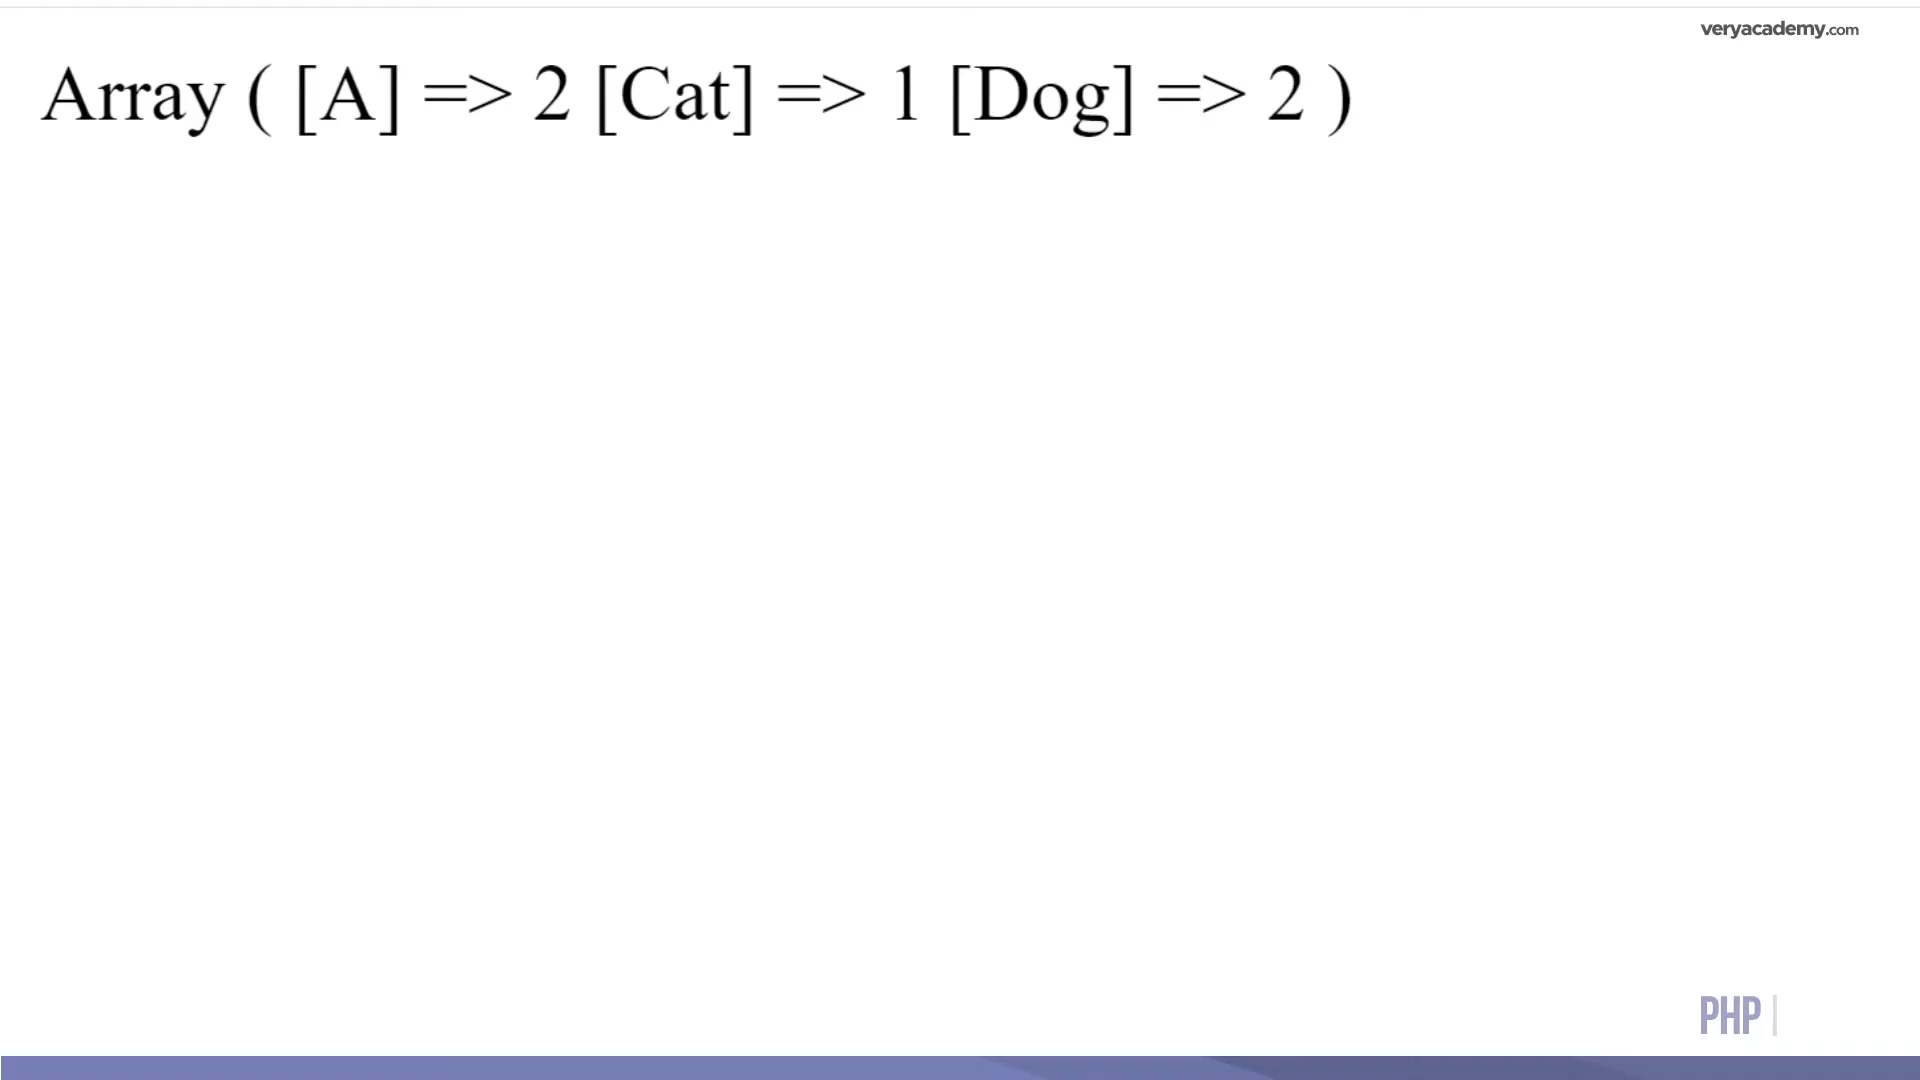 veryacademy.com
Array ( [A] => 2 [Cat] => 1 [Dog] => 2 )
PHP